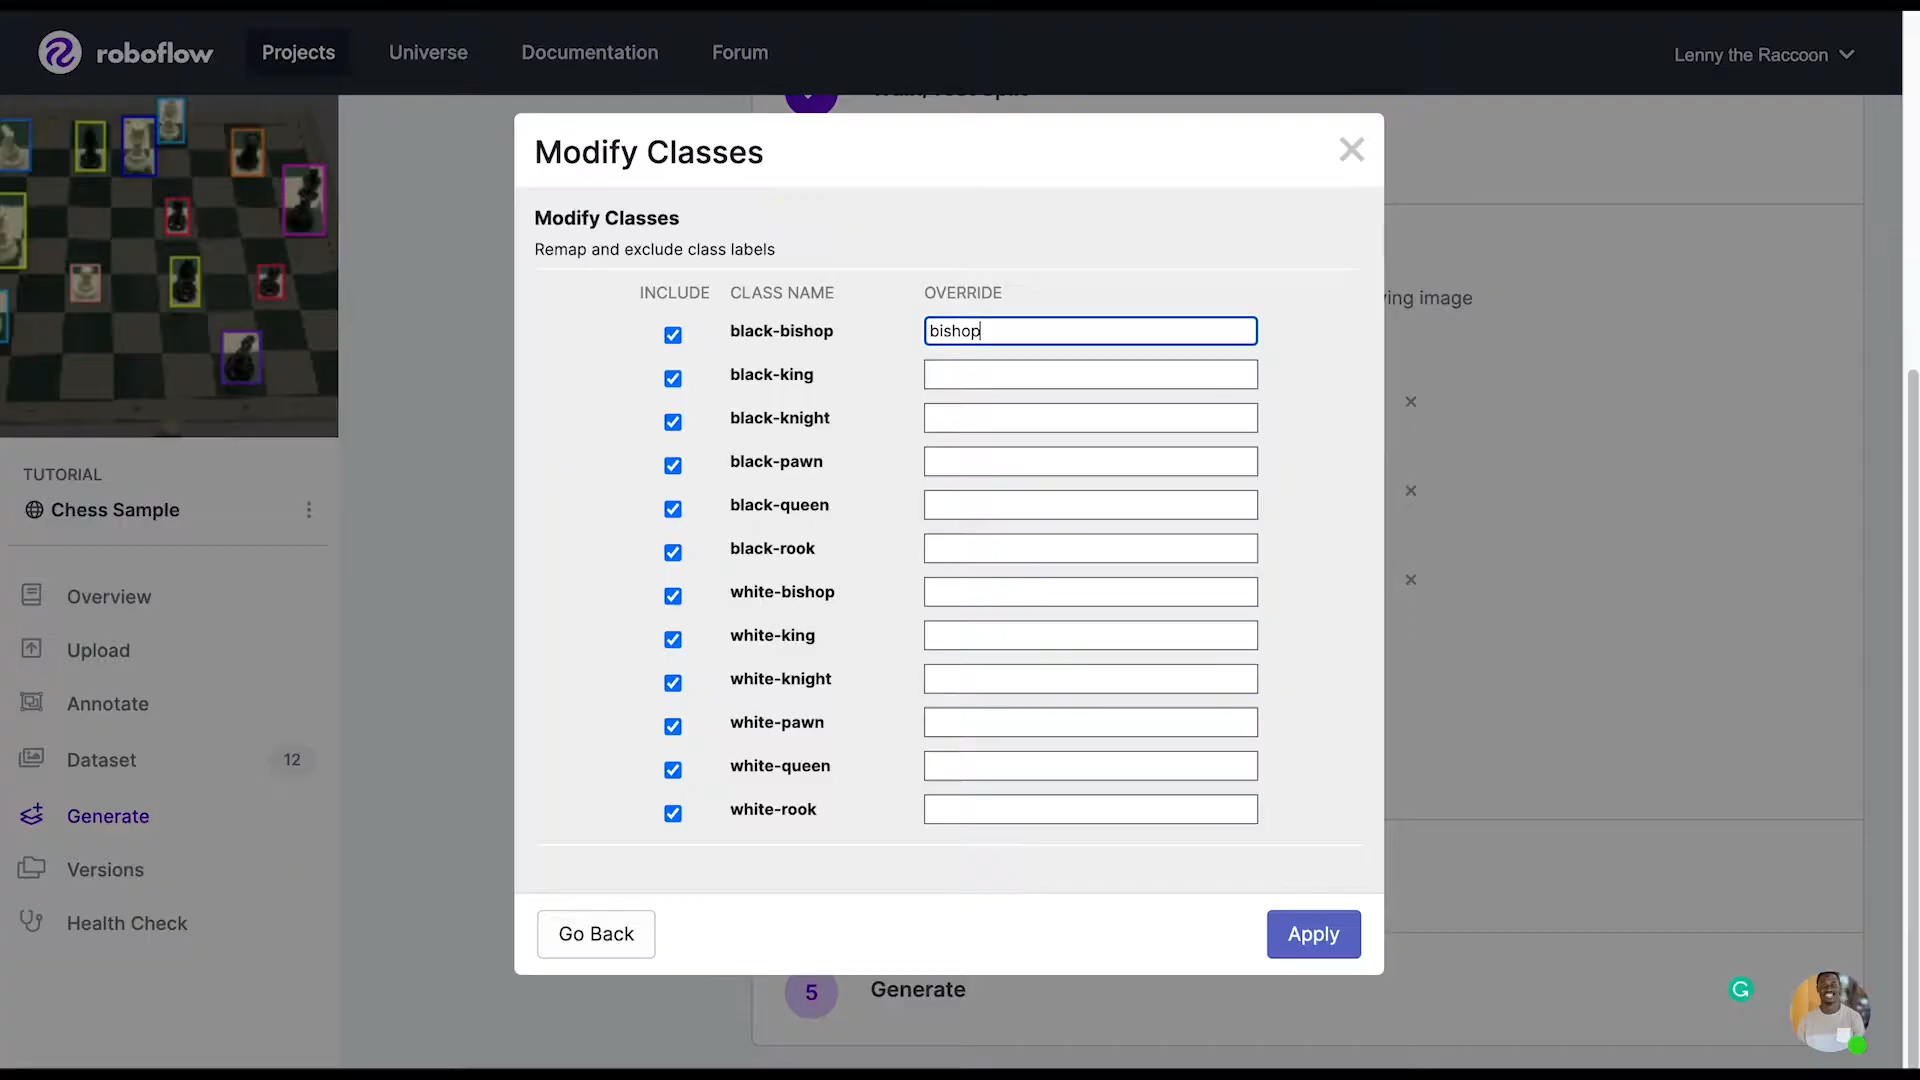 roboflow
Projects
Universe
Documentation
Forum
Lenny the Raccoon
Modify Classes
Modify Classes
Remap and exclude class labels
INCLUDE CLASS NAME OVERRIDE
black-bishop bishop
black-king
black-knight
black-pawn
black-queen
black-rook
white-bishop
white-king
white-knight
white-pawn
white-queen
white-rook
Go Back
Apply
ving image
TUTORIAL
Chess Sample
Overview
Upload
Annotate
Dataset 12
Generate
Versions
Health Check
5 Generate